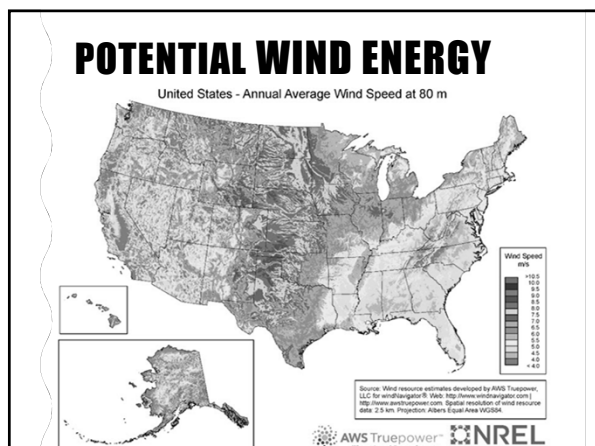 POTENTIAL WIND ENERGY
United States - Annual Average Wind Speed at 80 m
Wind Speed
m/s
>10.5
10.0
9.5
9.0
8.5
8.0
7.5
7.0
6.5
6.0
5.5
5.0
4.5
4.0
< 4.0
Source: Wind resource estimates developed by AWS Truepower,
LLC for windNavigator®. Web: http://www.windnavigator.com |
http://www.awstruepower.com. Spatial resolution of wind resource
data: 2.5 km. Projection: Albers Equal Area WGS84.
AWS Truepower™
NREL